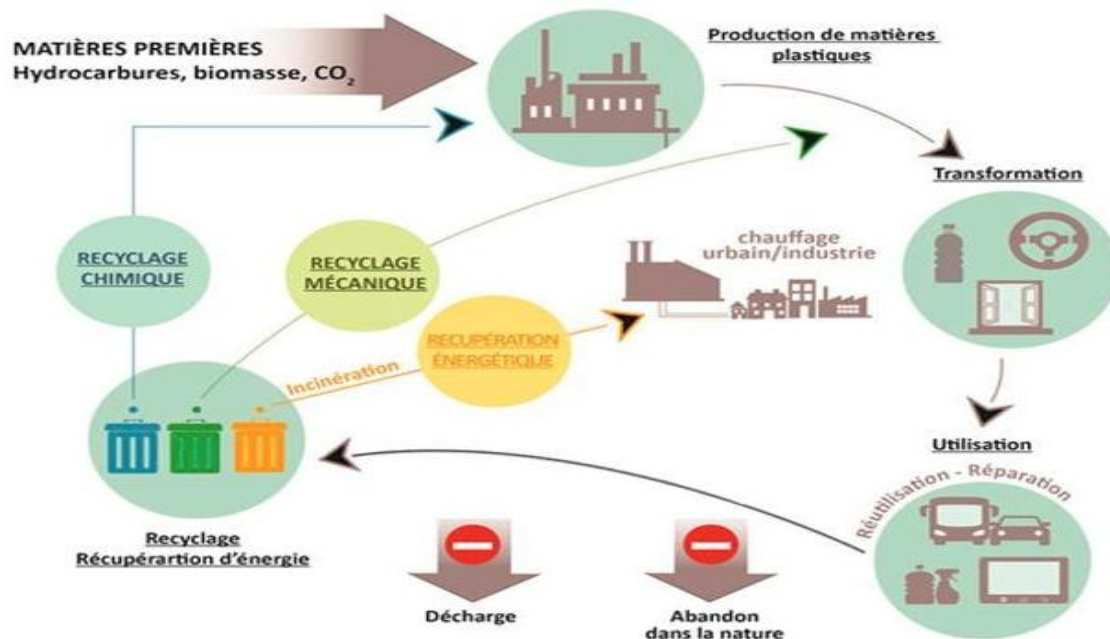 MATIÈRES PREMIÈRES
Hydrocarbures, biomasse, CO₂
Production de matières
plastiques
Transformation
RECYCLAGE
CHIMIQUE
RECYCLAGE
MÉCANIQUE
chauffage
urbain/industrie
RECUPÉRATION
ÉNERGÉTIQUE
Incinération
Utilisation
Réutilisation - Réparation
Recyclage
Récupérartion d'énergie
Décharge
Abandon
dans la nature